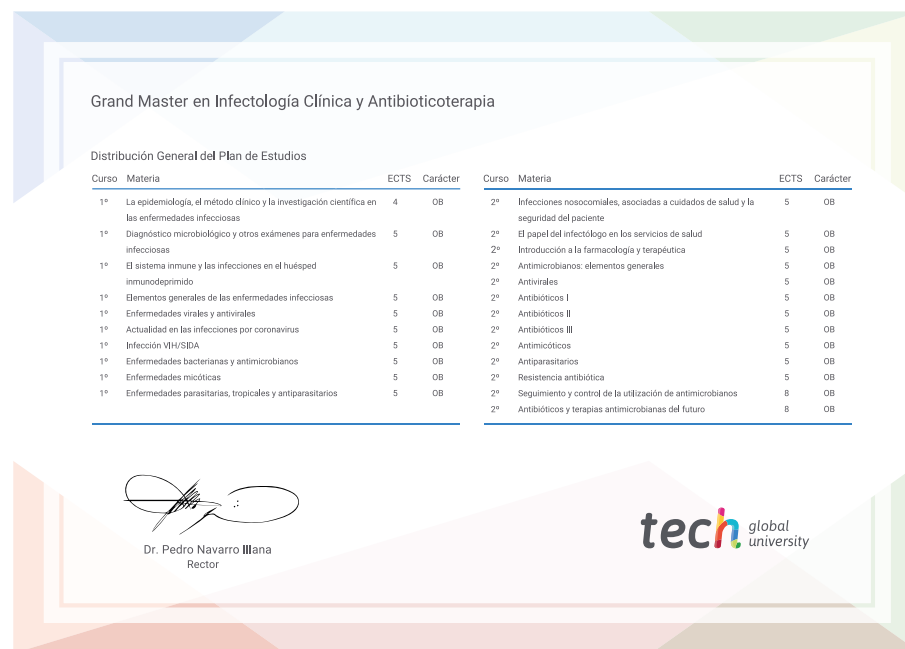 Grand Master en Infectología Clínica y Antibioticoterapia
Distribución General del Plan de Estudios
Curso Materia ECTS Carácter
1º La epidemiología, el método clínico y la investigación científica en 4 OB
las enfermedades infecciosas
1º Diagnóstico microbiológico y otros exámenes para enfermedades 5 OB
infecciosas
1º El sistema inmune y las infecciones en el huésped 5 OB
inmunodeprimido
1º Elementos generales de las enfermedades infecciosas 5 OB
1º Enfermedades virales y antivirales 5 OB
1º Actualidad en las infecciones por coronavirus 5 OB
1º Infección VIH/SIDA 5 OB
1º Enfermedades bacterianas y antimicrobianos 5 OB
1º Enfermedades micóticas 5 OB
1º Enfermedades parasitarias, tropicales y antiparasitarios 5 OB
Curso Materia ECTS Carácter
2º Infecciones nosocomiales, asociadas a cuidados de salud y la 5 OB
seguridad del paciente
2º El papel del infectólogo en los servicios de salud 5 OB
2º Introducción a la farmacología y terapéutica 5 OB
2º Antimicrobianos: elementos generales 5 OB
2º Antivirales 5 OB
2º Antibióticos I 5 OB
2º Antibióticos II 5 OB
2º Antibióticos III 5 OB
2º Antimicóticos 5 OB
2º Antiparasitarios 5 OB
2º Resistencia antibiótica 5 OB
2º Seguimiento y control de la utilización de antimicrobianos 8 OB
2º Antibióticos y terapias antimicrobianas del futuro 8 OB
Dr. Pedro Navarro Illana
Rector
tech global
university